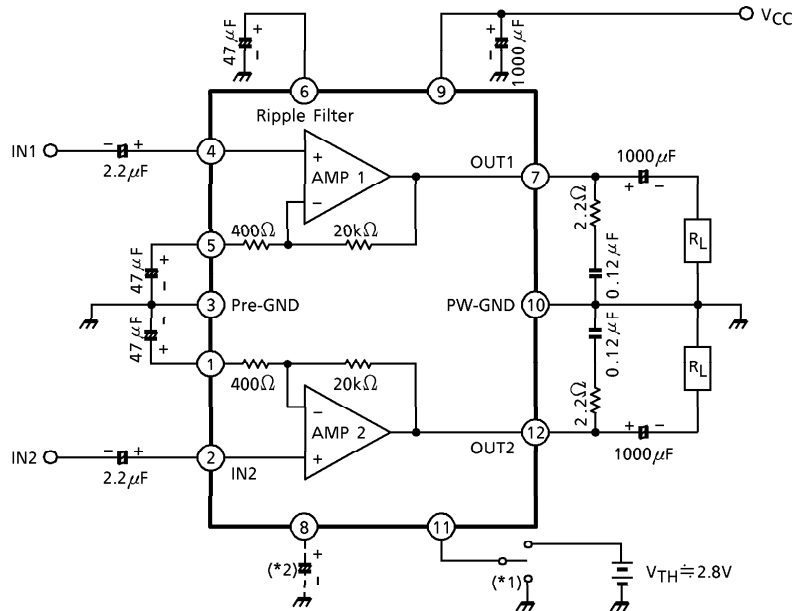 VCC
47μF
+
–
+
–
1000μF
6
9
Ripple Filter
IN1
–
+
2.2μF
4
+
AMP 1
–
OUT1
7
1000μF
+
–
2.2Ω
0.12μF
RL
5
400Ω
20kΩ
47μF
+
–
3
Pre-GND
PW-GND
10
47μF
–
+
1
400Ω
20kΩ
0.12μF
2.2Ω
RL
–
AMP 2
+
OUT2
12
+
–
1000μF
IN2
–
+
2.2μF
2
IN2
8
11
(*2)
+
–
(*1)
VTH≒2.8V